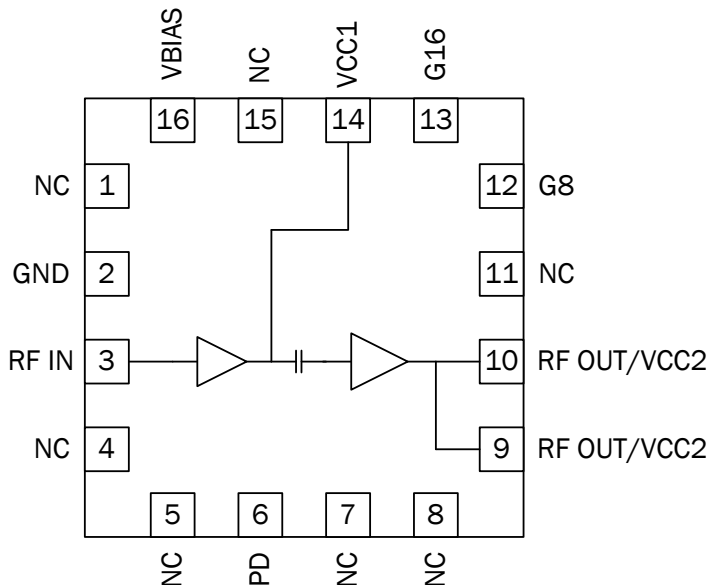 VBIAS NC VCC1 G16
16 15 14 13
NC 1 12 G8
GND 2 11 NC
RF IN 3 10 RF OUT/VCC2
NC 4 9 RF OUT/VCC2
5 6 7 8
NC PD NC NC